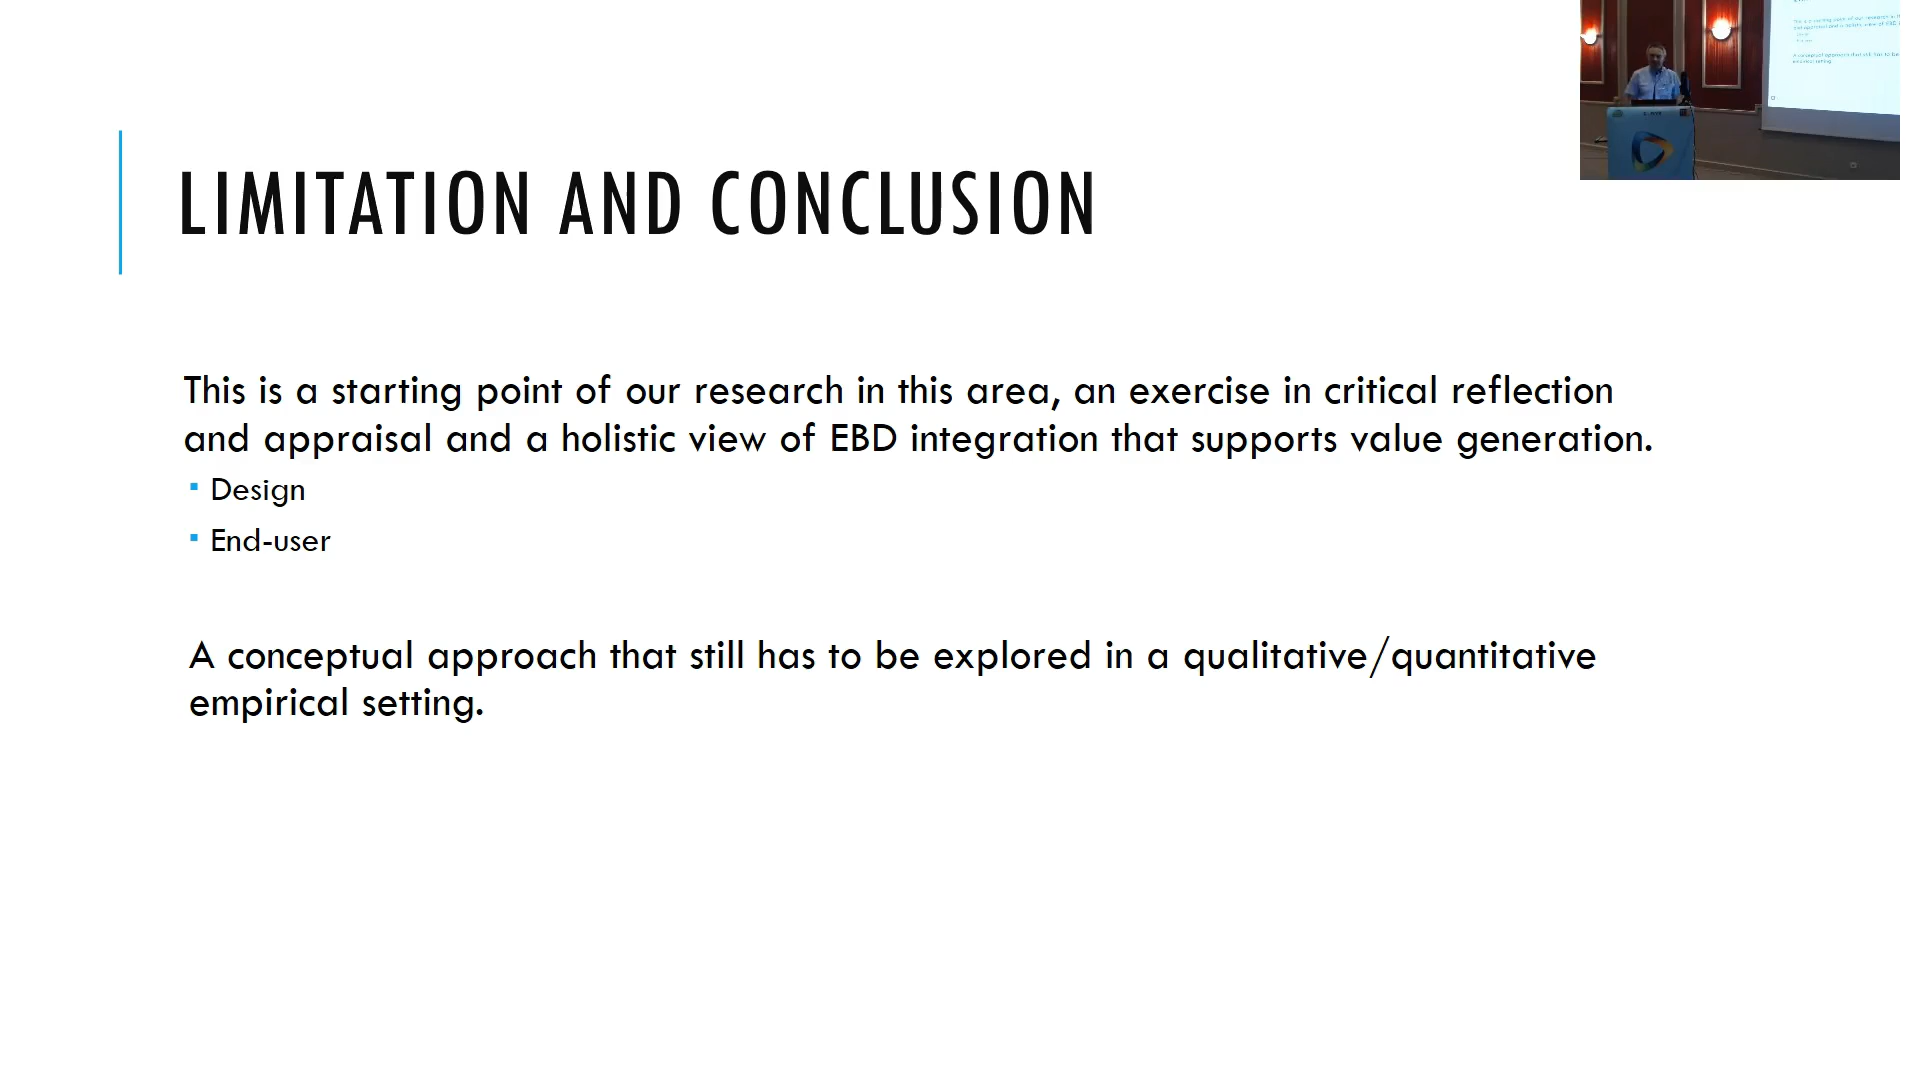 LIMITATION AND CONCLUSION
This is a starting point of our research in this area, an exercise in critical reflection
and appraisal and a holistic view of EBD integration that supports value generation.
Design
End-user
A conceptual approach that still has to be explored in a qualitative/quantitative
empirical setting.